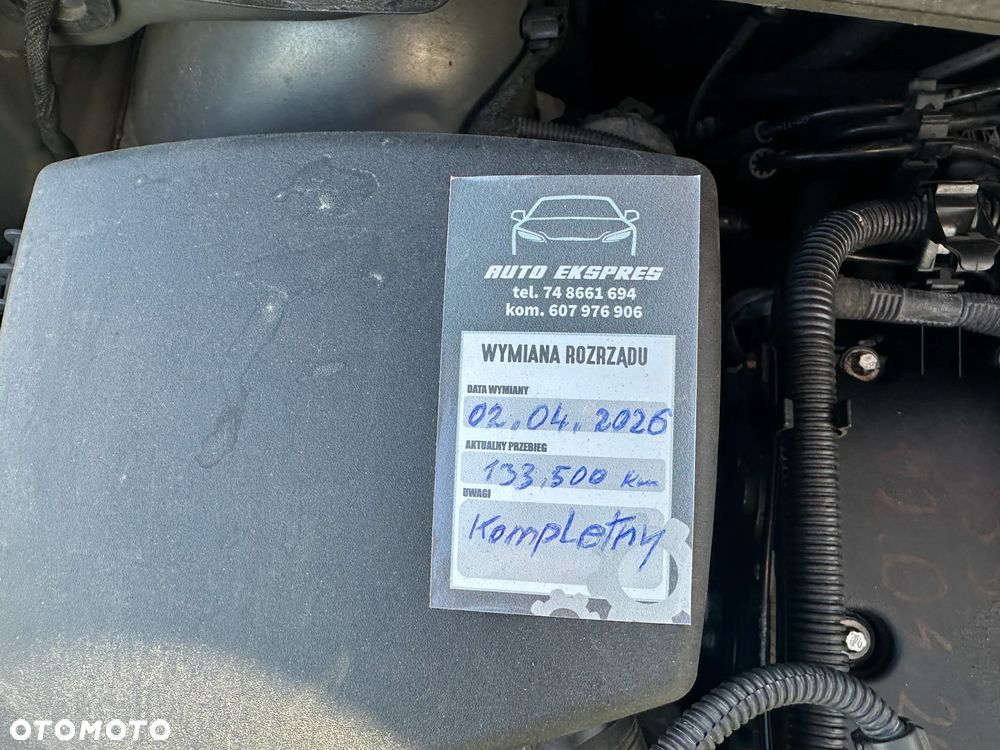 AUTO EKSPRES
tel. 74 8661 694
kom. 607 976 906
WYMIANA ROZRZĄDU
DATA WYMIANY
02.04.2026
AKTUALNY PRZEBIEG
133,500 Km
UWAGI
KompLetny
OTOMOTO